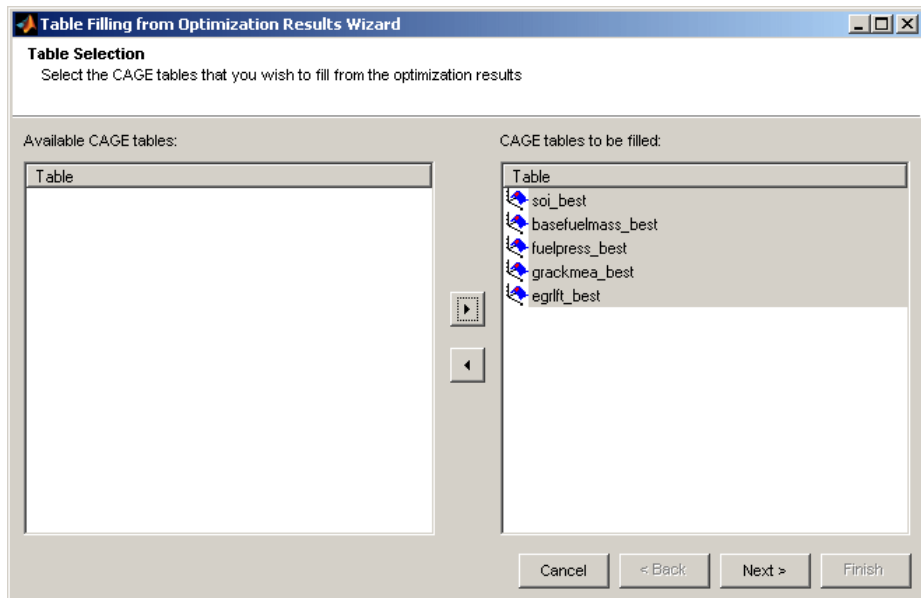 Table Filling from Optimization Results Wizard
Table Selection
Select the CAGE tables that you wish to fill from the optimization results
Available CAGE tables:
Table
CAGE tables to be filled:
Table
soi_best
basefuelmass_best
fuelpress_best
grackmea_best
egrlft_best
Cancel
< Back
Next >
Finish